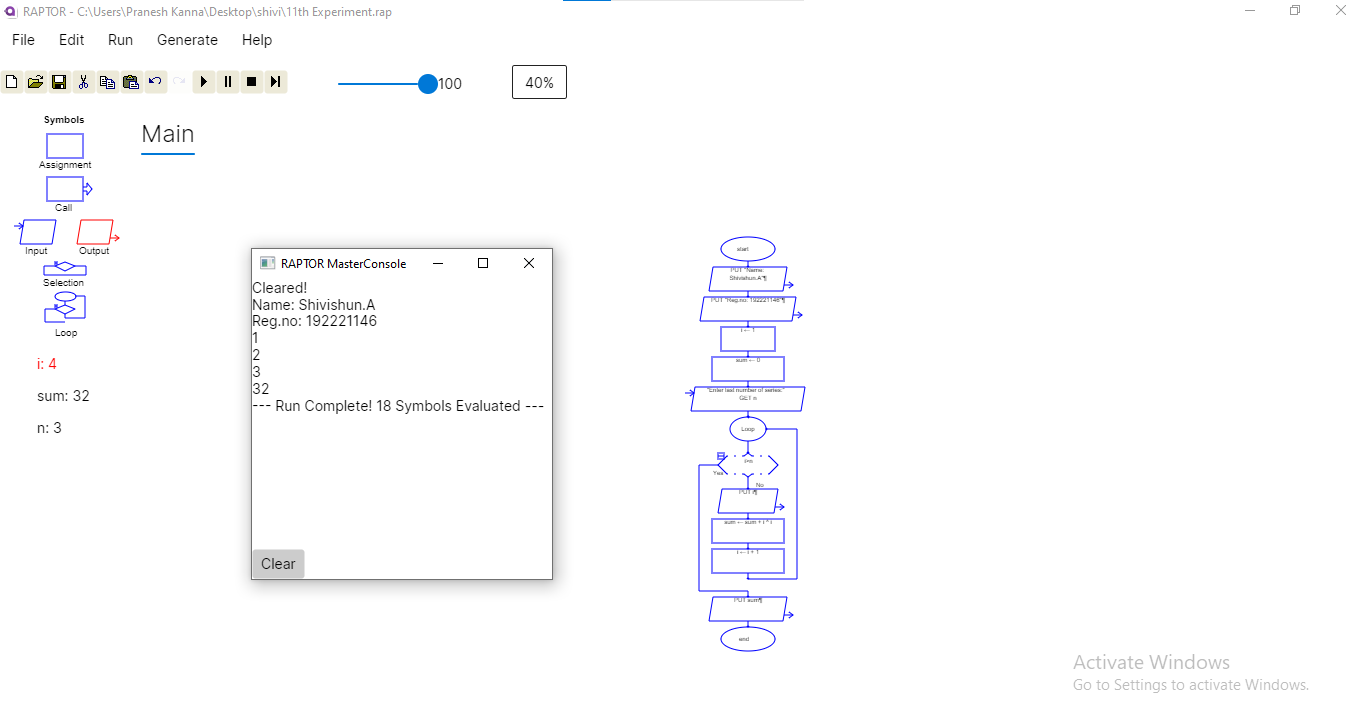 RAPTOR - C:\Users\Pranesh Kanna\Desktop\shivi\11th Experiment.rap
File Edit Run Generate Help
100
40%
Symbols
Main
Assignment
Call
Input Output
Selection
Loop
i: 4
sum: 32
n: 3
RAPTOR MasterConsole
Cleared!
Name: Shivishun.A
Reg.no: 192221146
1
2
3
32
--- Run Complete! 18 Symbols Evaluated ---
Clear
start
PUT "Name:
Shivishun.A"¶
PUT "Reg.no: 192221146"¶
i ← 1
sum ← 0
"Enter last number of series:"
GET n
Loop
i>n
Yes
No
PUT i¶
i ← i + 1
PUT sum¶
end
Activate Windows
Go to Settings to activate Windows.